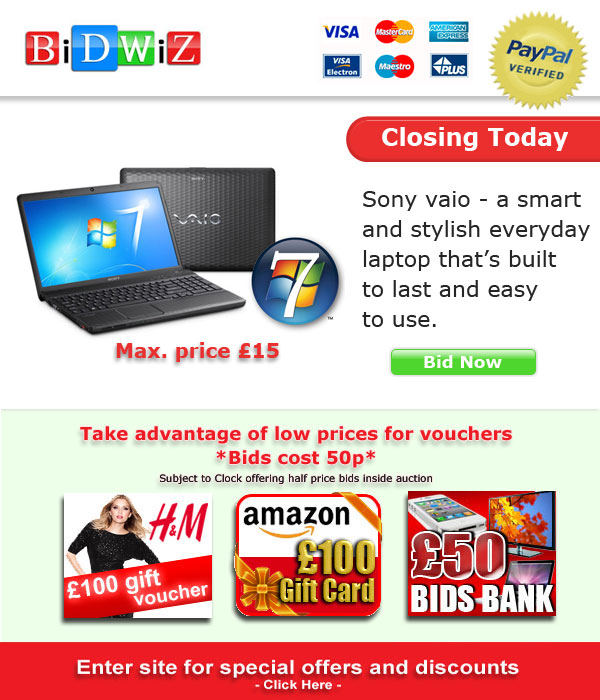 BiDWiZ
VISA MasterCard AMERICAN EXPRESS
VISA Electron Maestro PLUS
PayPal
VERIFIED
Closing Today
Sony vaio - a smart
and stylish everyday
laptop that's built
to last and easy
to use.
VAIO
7
7
™
Max. price £15
Bid Now
Take advantage of low prices for vouchers
*Bids cost 50p*
Subject to Clock offering half price bids inside auction
H&M
£100 gift
voucher
amazon
£100
Gift Card
£50
BIDS BANK
Enter site for special offers and discounts
- Click Here -